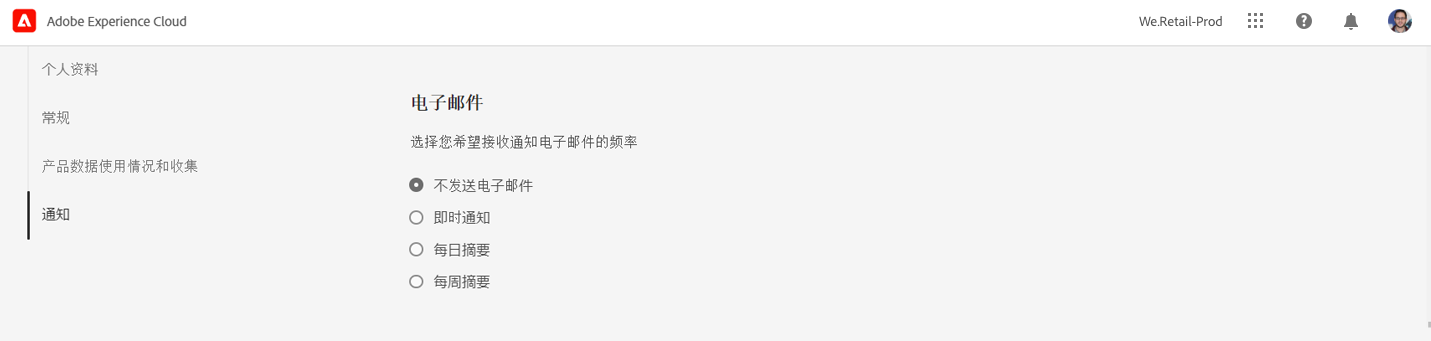 Adobe Experience Cloud
We.Retail-Prod
个人资料
常规
产品数据使用情况和收集
通知
电子邮件
选择您希望接收通知电子邮件的频率
不发送电子邮件
即时通知
每日摘要
每周摘要